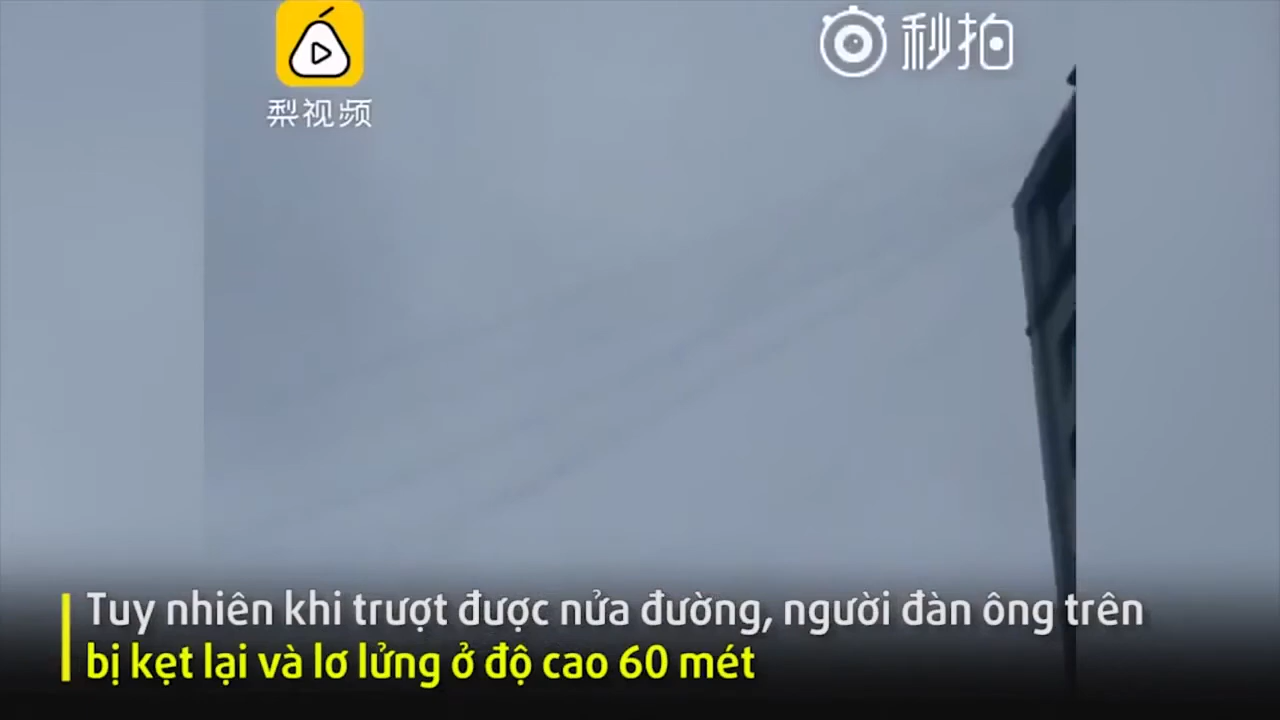 梨视频
秒拍
Tuy nhiên khi trượt được nửa đường, người đàn ông trên
bị kẹt lại và lơ lửng ở độ cao 60 mét